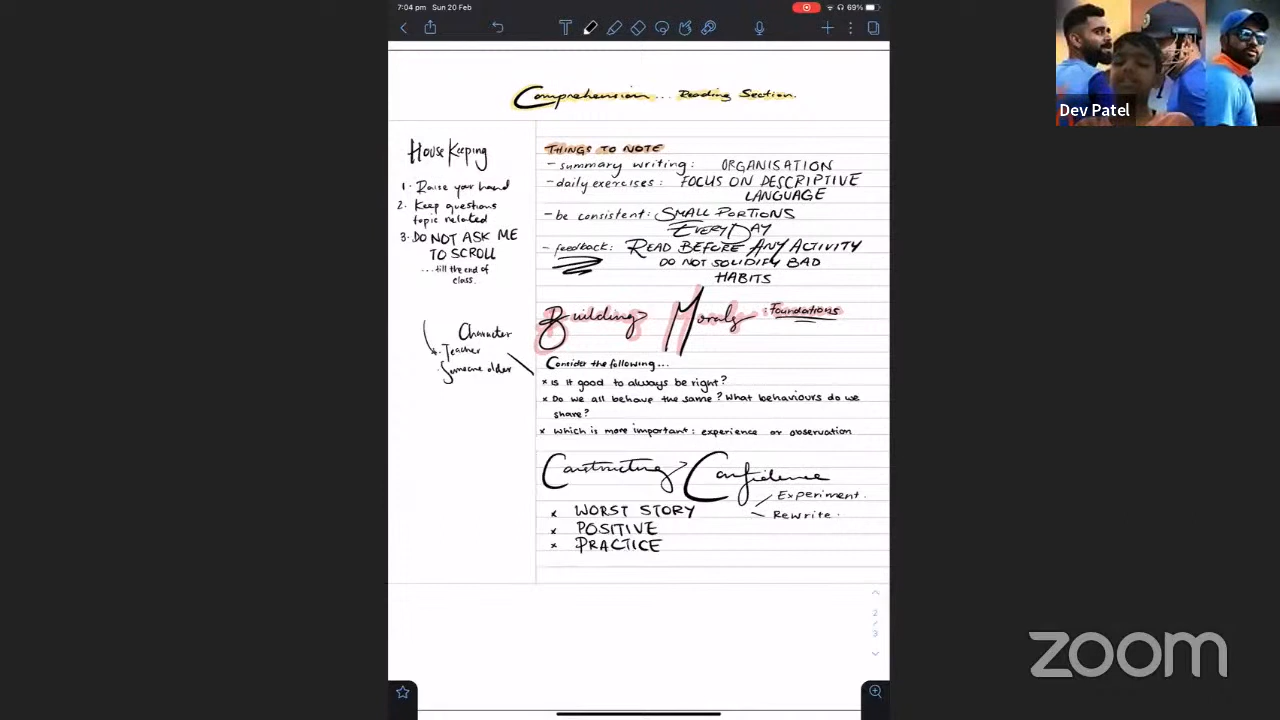 7:04 pm Sun 20 Feb
69%
Comprehension... Reading Section.
House Keeping
1. Raise your hand
2. Keep questions
topic related
3. DO NOT ASK ME
TO SCROLL
...till the end of
class.
Character
Teacher
Someone older
THINGS TO NOTE
- summary writing: ORGANISATION
- daily exercises: FOCUS ON DESCRIPTIVE
LANGUAGE
- be consistent: SMALL PORTIONS
EVERY DAY
- feedback: READ BEFORE ANY ACTIVITY
DO NOT SOLIDIFY BAD
HABITS
Building Morals : Foundations
Consider the following...
x Is it good to always be right?
x Do we all behave the same? What behaviours do we
share?
x Which is more important: experience or observation
Constructing Confidence
Experiment.
Rewrite.
x WORST STORY
x POSITIVE
x PRACTICE
2
/
3
Dev Patel
zoom